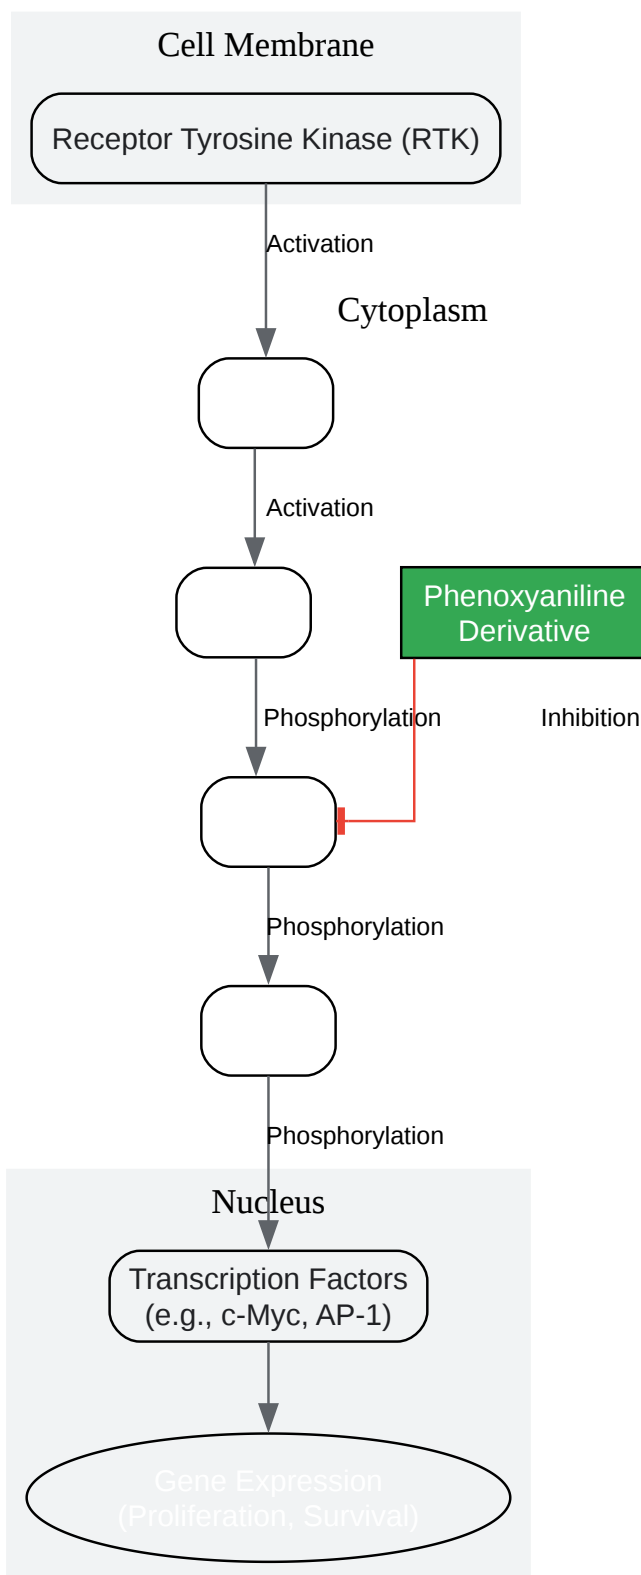 Cell Membrane
Receptor Tyrosine Kinase (RTK)
Activation
Cytoplasm
Activation
Phenoxyaniline
Derivative
Phosphorylation
Inhibition
Phosphorylation
Phosphorylation
Nucleus
Transcription Factors
(e.g., c-Myc, AP-1)
Gene Expression
(Proliferation, Survival)